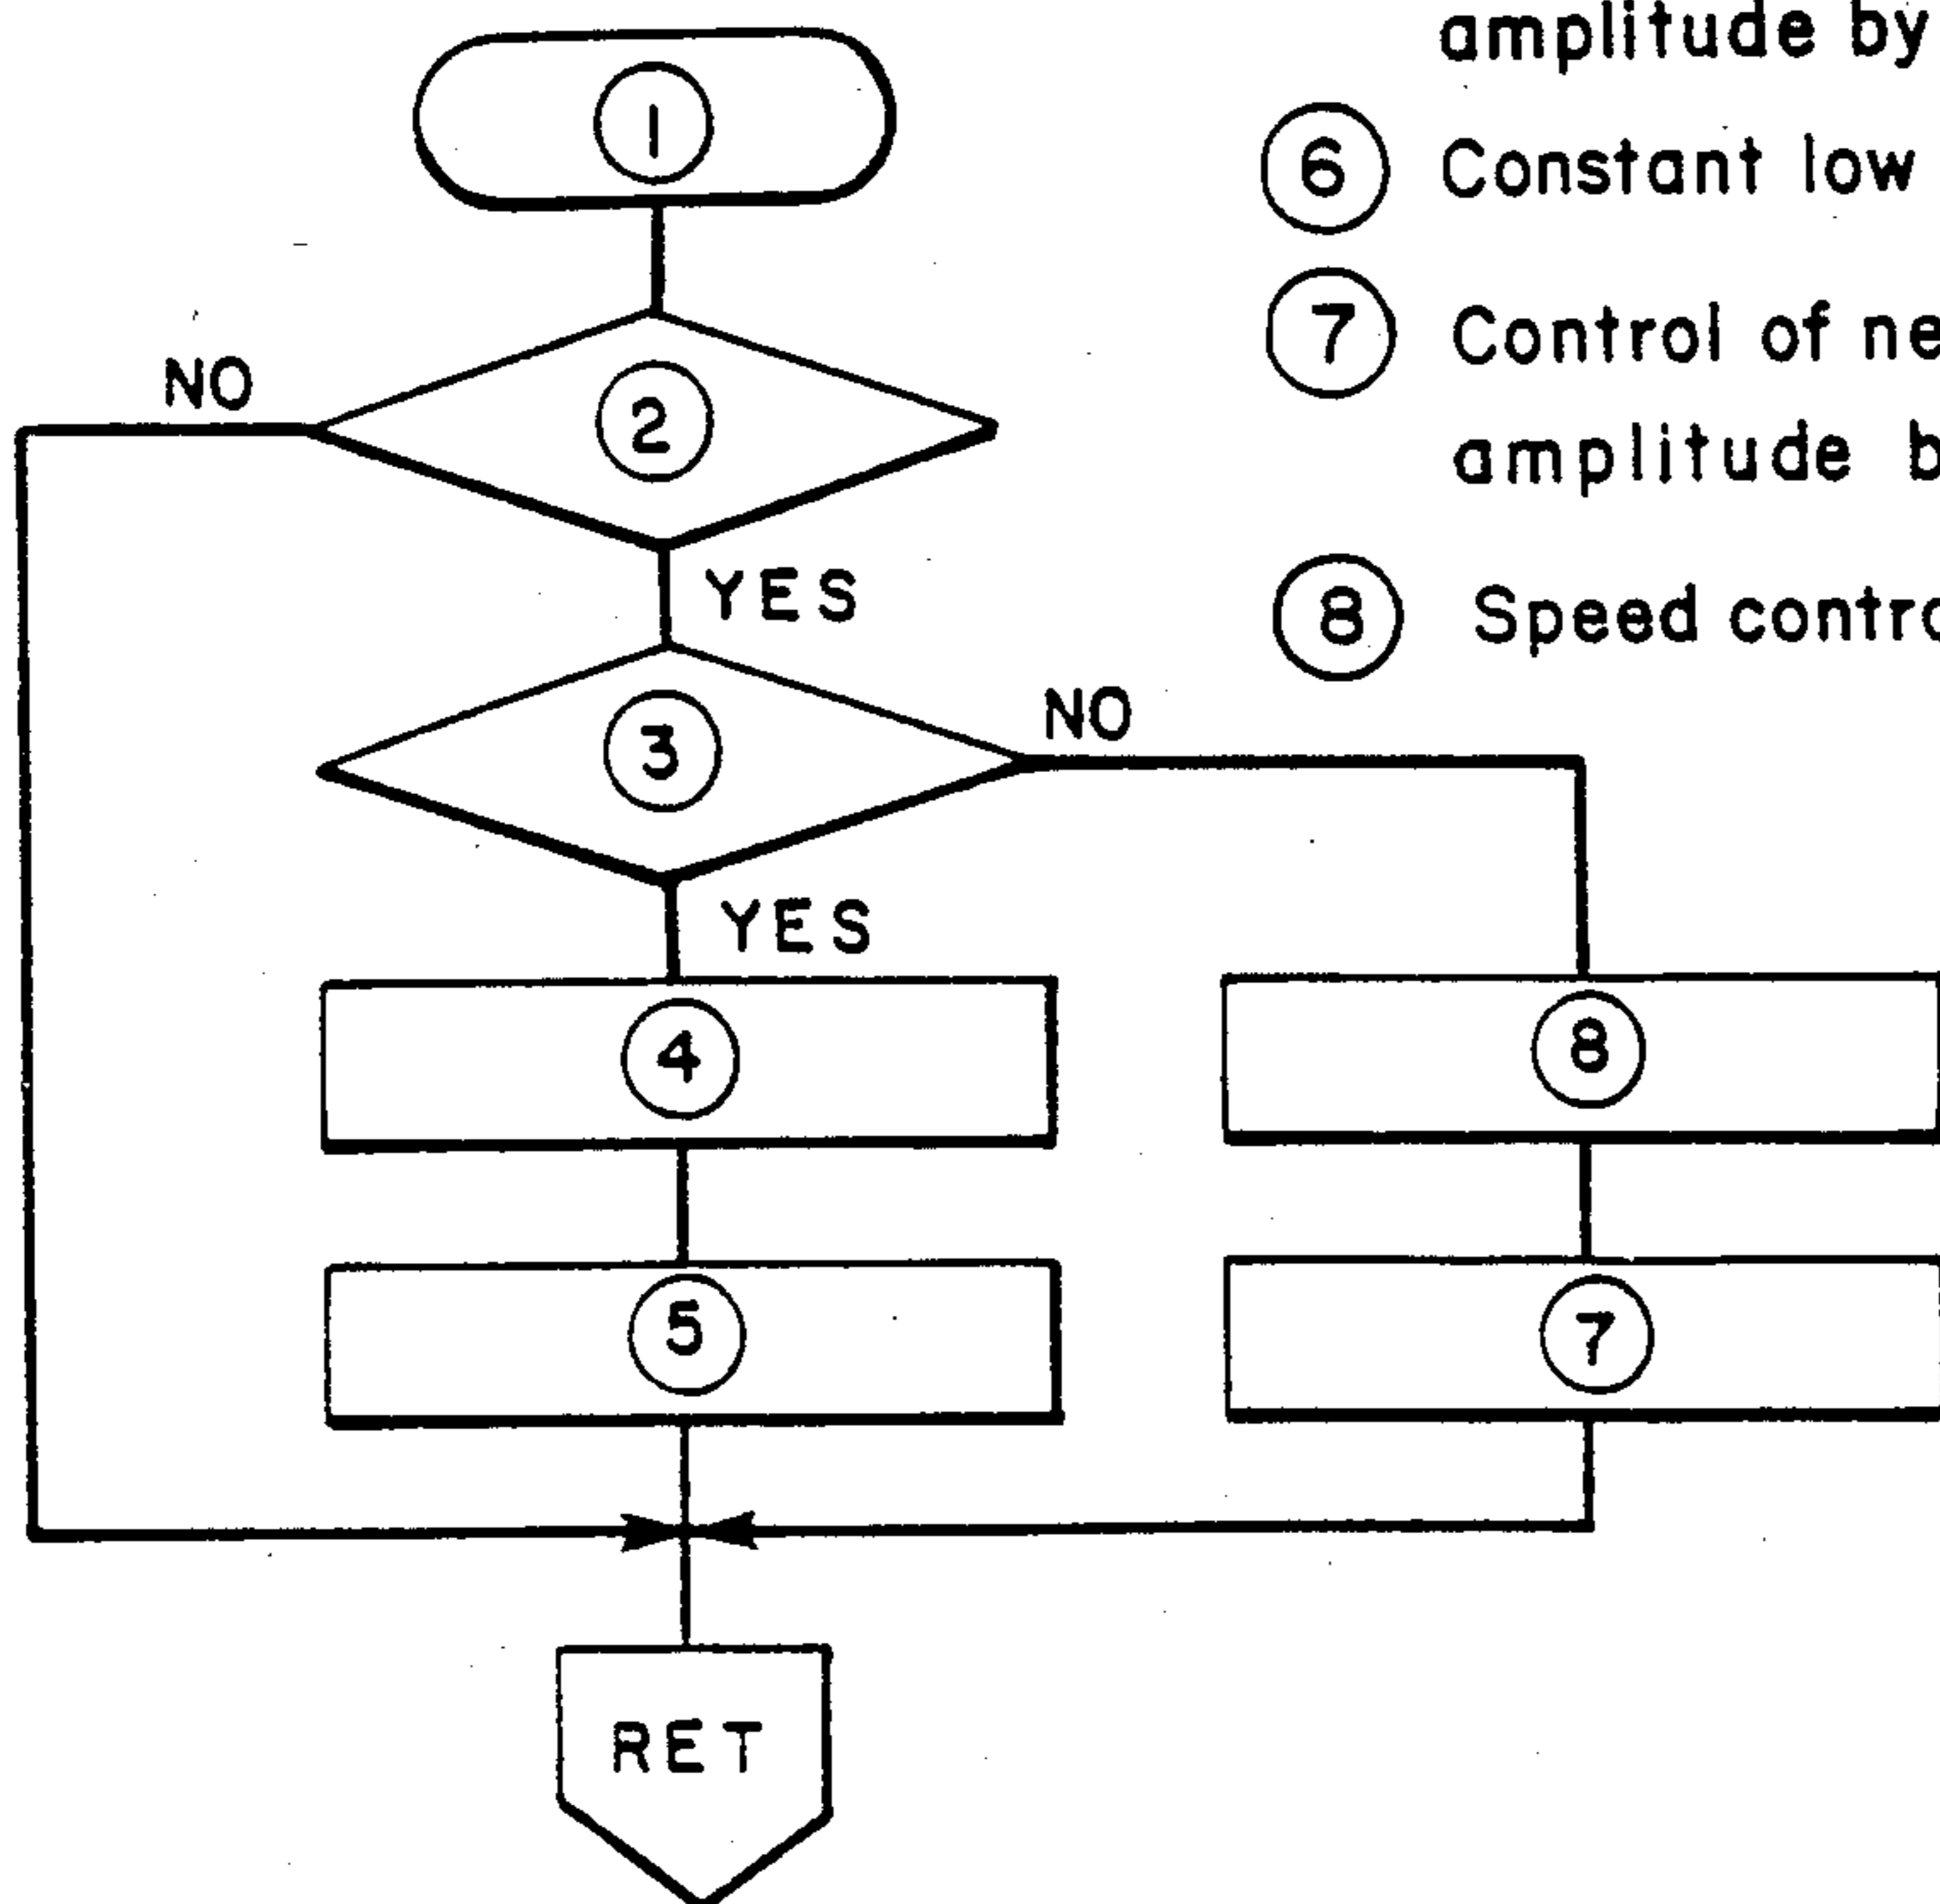 1
amplitude by
6 Constant low
7 Control of ne
amplitude b
8 Speed contro
NO
2
YES
3
NO
YES
4
8
5
7
RET